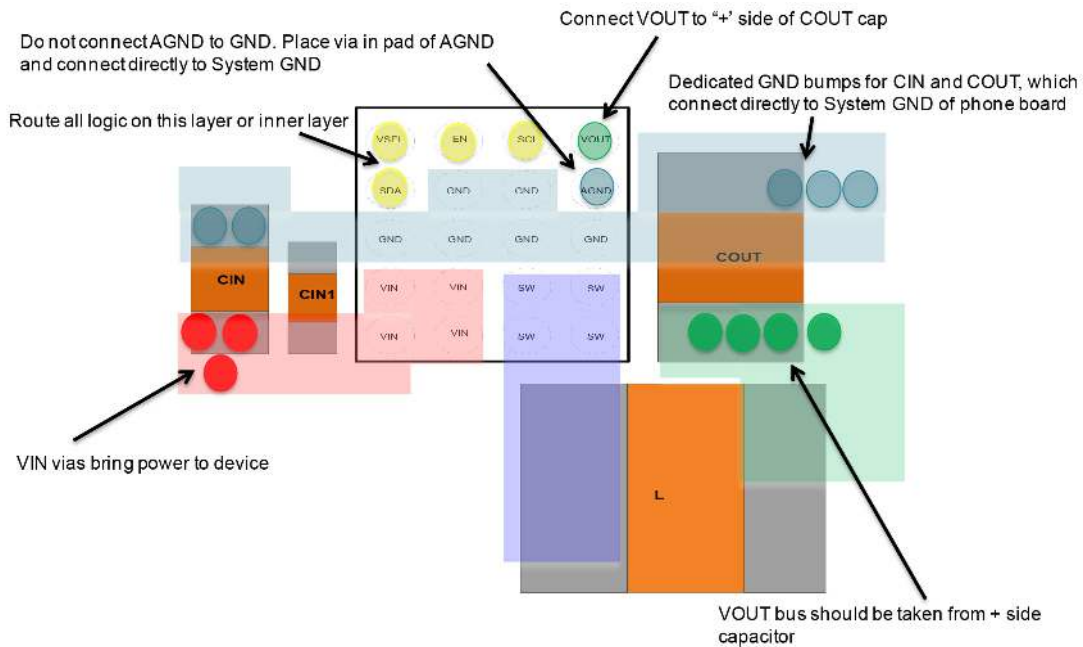 Connect VOUT to “+’ side of COUT cap
Do not connect AGND to GND. Place via in pad of AGND
and connect directly to System GND
Dedicated GND bumps for CIN and COUT, which
connect directly to System GND of phone board
Route all logic on this layer or inner layer
VSEL EN SCL VOUT
SDA GND GND AGND
GND GND GND GND
COUT
CIN
CIN1
VIN VIN SW SW
VIN VIN SW SW
VIN vias bring power to device
L
VOUT bus should be taken from + side
capacitor